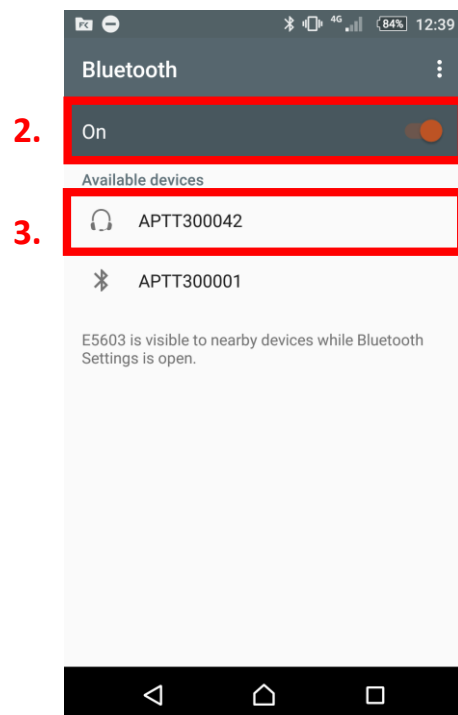 4G 84% 12:39
Bluetooth
2. On
Available devices
3. APTT300042
APTT300001
E5603 is visible to nearby devices while Bluetooth
Settings is open.